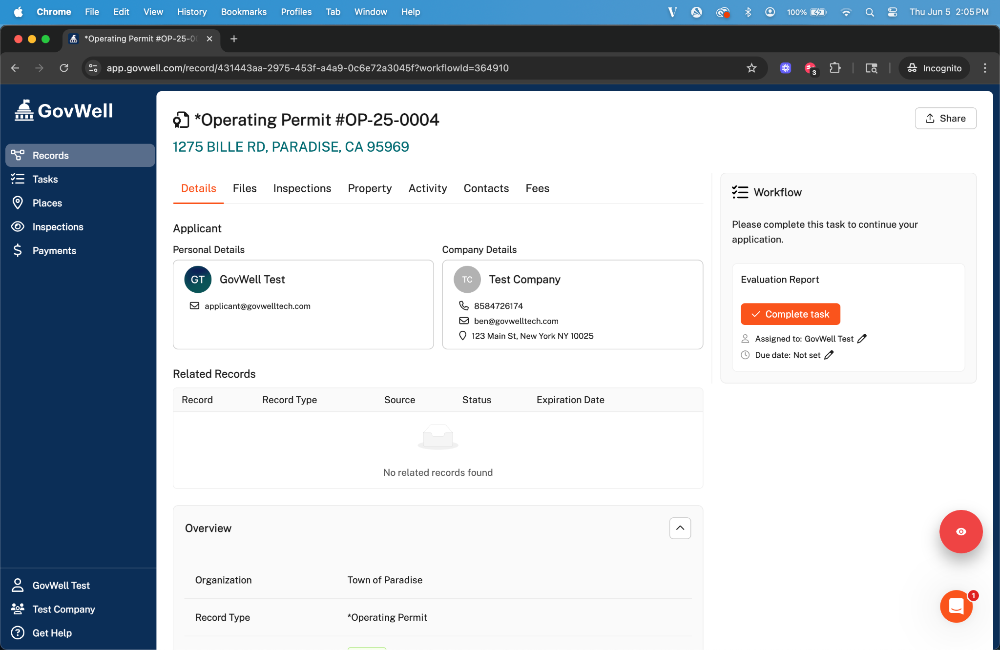 Chrome File Edit View History Bookmarks Profiles Tab Window Help 100% Thu Jun 5 2:05 PM
*Operating Permit #OP-25-00
app.govwell.com/record/431443aa-2975-453f-a4a9-0c6e72a3045f?workflowId=364910
3
Incognito
GovWell
Records
Tasks
Places
Inspections
Payments
GovWell Test
Test Company
Get Help
*Operating Permit #OP-25-0004
Share
1275 BILLE RD, PARADISE, CA 95969
Details Files Inspections Property Activity Contacts Fees
Applicant
Personal Details
GT GovWell Test
applicant@govwelltech.com
Company Details
TC Test Company
8584726174
ben@govwelltech.com
123 Main St, New York NY 10025
Related Records
Record Record Type Source Status Expiration Date
No related records found
Overview
Organization Town of Paradise
Record Type *Operating Permit
Workflow
Please complete this task to continue your
application.
Evaluation Report
Complete task
Assigned to: GovWell Test
Due date: Not set
1